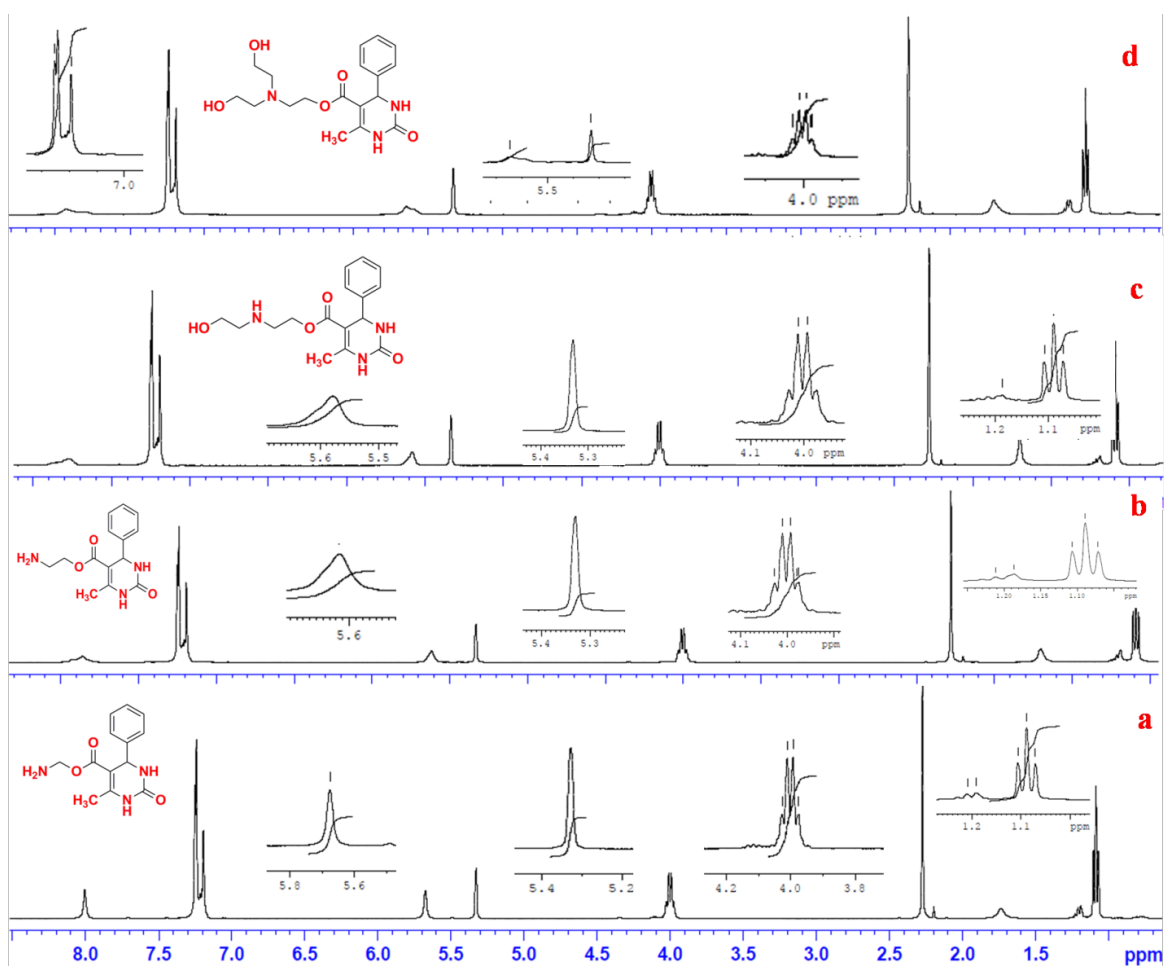 d
OH
HO
N
O
O
NH
H₃C
N
H
O
7.0
5.5
4.0 ppm
c
HO
H
N
O
O
NH
H₃C
N
H
O
5.6 5.5
5.4 5.3
4.1 4.0 ppm
1.2 1.1 ppm
b
H₂N
O
O
NH
H₃C
N
H
O
5.6
5.4 5.3
4.1 4.0 ppm
1.20 1.15 1.10 ppm
a
H₂N
O
O
NH
H₃C
N
H
O
5.8 5.6
5.4 5.2
4.2 4.0 3.8
1.2 1.1 ppm
8.0 7.5 7.0 6.5 6.0 5.5 5.0 4.5 4.0 3.5 3.0 2.5 2.0 1.5 ppm